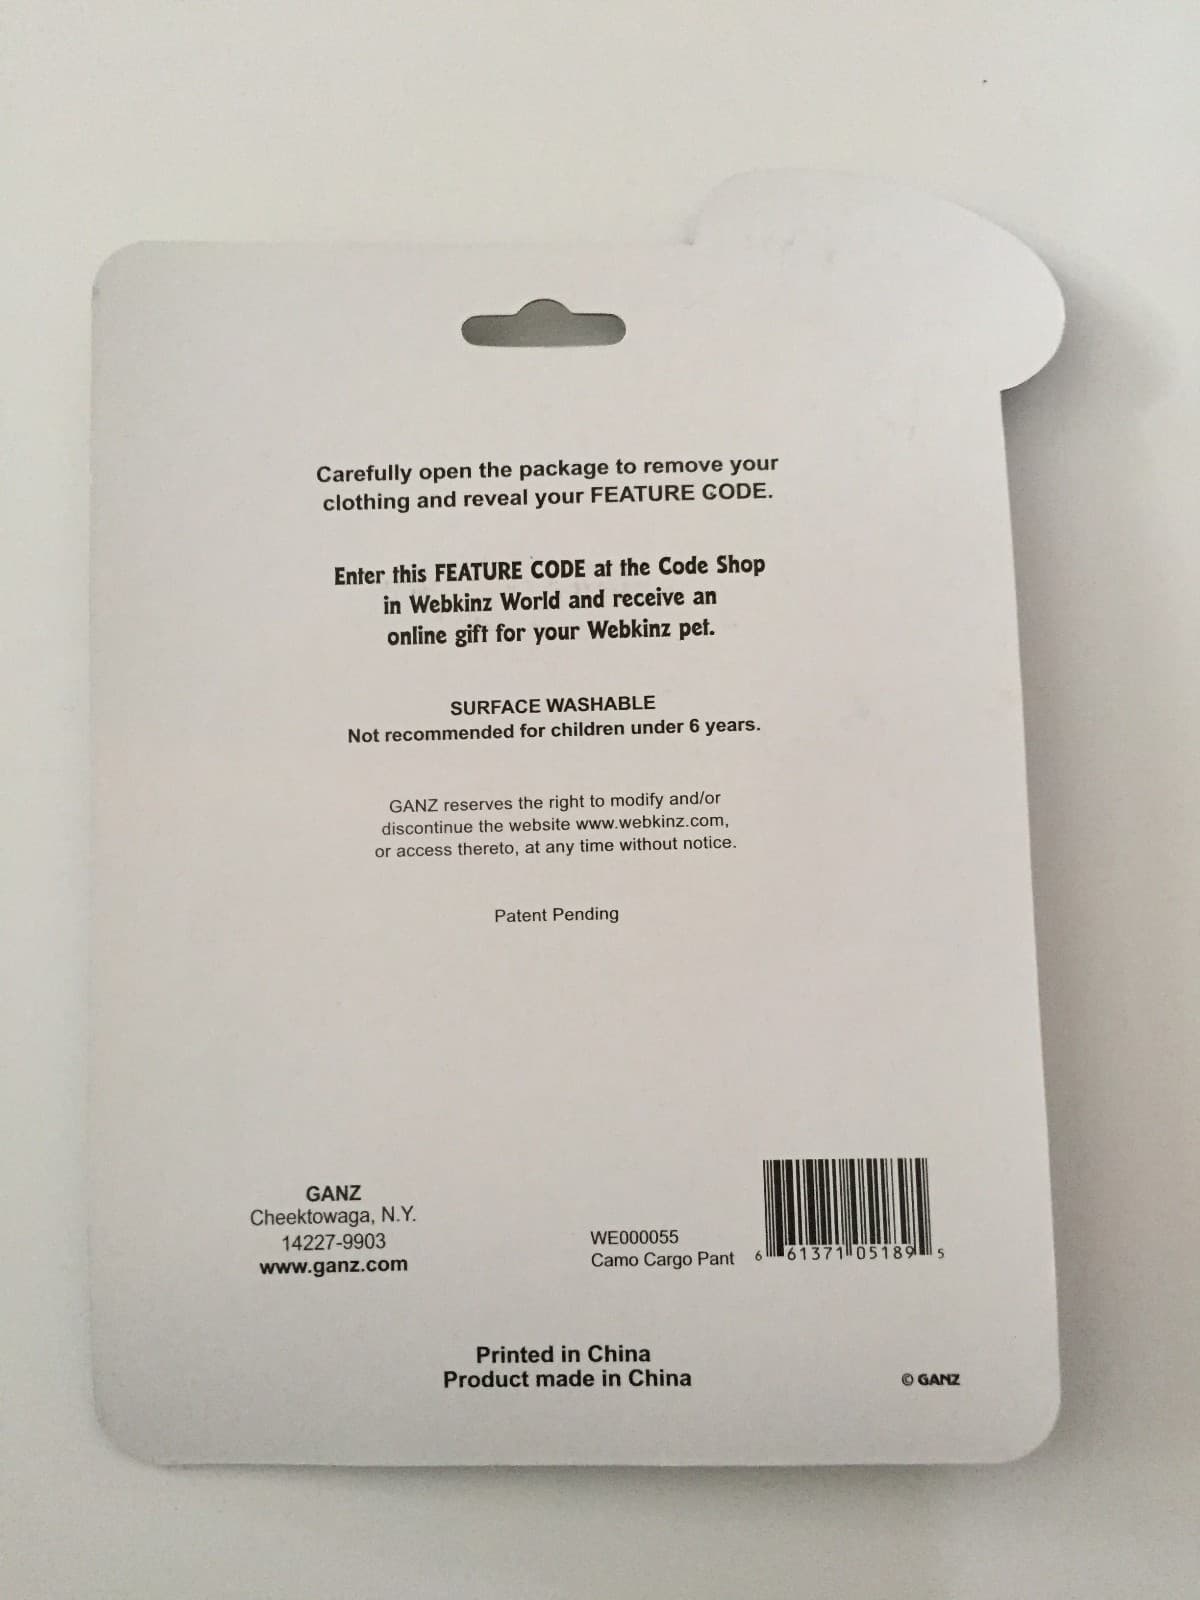 Carefully open the package to remove your
clothing and reveal your FEATURE CODE.
Enter this FEATURE CODE at the Code Shop
in Webkinz World and receive an
online gift for your Webkinz pet.
SURFACE WASHABLE
Not recommended for children under 6 years.
GANZ reserves the right to modify and/or
discontinue the website www.webkinz.com,
or access thereto, at any time without notice.
Patent Pending
GANZ
Cheektowaga, N.Y.
14227-9903
www.ganz.com
WE000055
Camo Cargo Pant
6 61371 05189 5
Printed in China
Product made in China
© GANZ